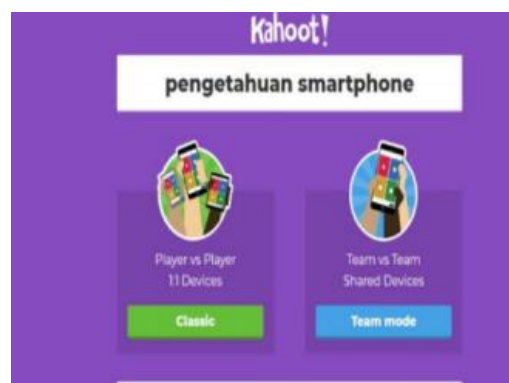 Kahoot!
pengetahuan smartphone
Player vs Player
1:1 Devices
Classic
Team vs Team
Shared Devices
Team mode